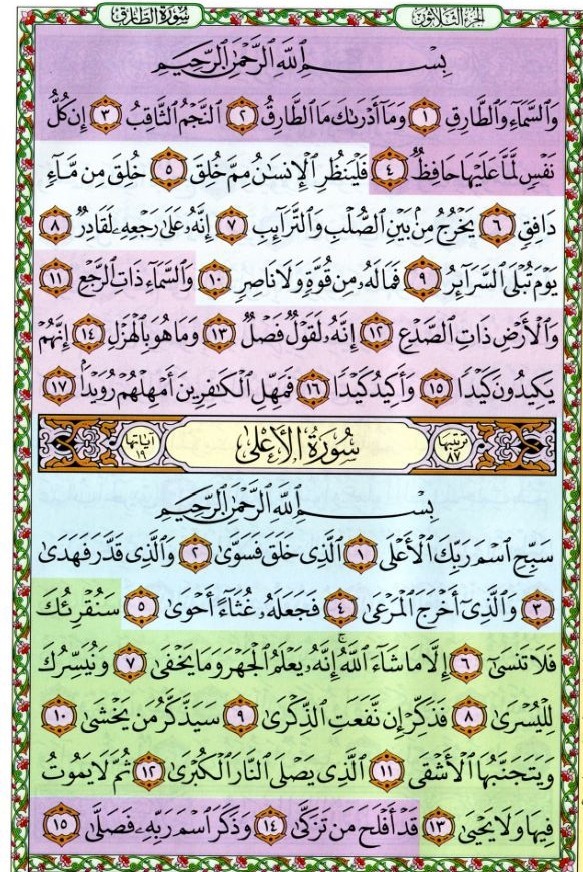 الجزء الثلاثون
سورة الطارق
بِسْمِ ٱللَّهِ ٱلرَّحْمَٰنِ ٱلرَّحِيمِ
وَٱلسَّمَآءِ وَٱلطَّارِقِ ١ وَمَآ أَدْرَىٰكَ مَا ٱلطَّارِقُ ٢ ٱلنَّجْمُ ٱلثَّاقِبُ ٣ إِن كُلُّ
نَفْسٍ لَّمَّا عَلَيْهَا حَافِظٌ ٤ فَلْيَنظُرِ ٱلْإِنسَٰنُ مِمَّ خُلِقَ ٥ خُلِقَ مِن مَّآءٍ
دَافِقٍ ٦ يَخْرُجُ مِنۢ بَيْنِ ٱلصُّلْبِ وَٱلتَّرَآئِبِ ٧ إِنَّهُۥ عَلَىٰ رَجْعِهِۦ لَقَادِرٌ ٨
يَوْمَ تُبْلَى ٱلسَّرَآئِرُ ٩ فَمَا لَهُۥ مِن قُوَّةٍ وَلَا نَاصِرٍ ١٠ وَٱلسَّمَآءِ ذَاتِ ٱلرَّجْعِ ١١
وَٱلْأَرْضِ ذَاتِ ٱلصَّدْعِ ١٢ إِنَّهُۥ لَقَوْلٌ فَصْلٌ ١٣ وَمَا هُوَ بِٱلْهَزْلِ ١٤ إِنَّهُمْ
يَكِيدُونَ كَيْدًا ١٥ وَأَكِيدُ كَيْدًا ١٦ فَمَهِّلِ ٱلْكَٰفِرِينَ أَمْهِلْهُمْ رُوَيْدًۢا ١٧
ترتيبها ٨٧ سُورَةُ الأَعْلَىٰ آياتها ١٩
بِسْمِ ٱللَّهِ ٱلرَّحْمَٰنِ ٱلرَّحِيمِ
سَبِّحِ ٱسْمَ رَبِّكَ ٱلْأَعْلَى ١ ٱلَّذِى خَلَقَ فَسَوَّىٰ ٢ وَٱلَّذِى قَدَّرَ فَهَدَىٰ
٣ وَٱلَّذِىٓ أَخْرَجَ ٱلْمَرْعَىٰ ٤ فَجَعَلَهُۥ غُثَآءً أَحْوَىٰ ٥ سَنُقْرِئُكَ
فَلَا تَنسَىٰٓ ٦ إِلَّا مَا شَآءَ ٱللَّهُ ۚ إِنَّهُۥ يَعْلَمُ ٱلْجَهْرَ وَمَا يَخْفَىٰ ٧ وَنُيَسِّرُكَ
لِلْيُسْرَىٰ ٨ فَذَكِّرْ إِن نَّفَعَتِ ٱلذِّكْرَىٰ ٩ سَيَذَّكَّرُ مَن يَخْشَىٰ ١٠
وَيَتَجَنَّبُهَا ٱلْأَشْقَى ١١ ٱلَّذِى يَصْلَى ٱلنَّارَ ٱلْكُبْرَىٰ ١٢ ثُمَّ لَا يَمُوتُ
فِيهَا وَلَا يَحْيَىٰ ١٣ قَدْ أَفْلَحَ مَن تَزَكَّىٰ ١٤ وَذَكَرَ ٱسْمَ رَبِّهِۦ فَصَلَّىٰ ١٥